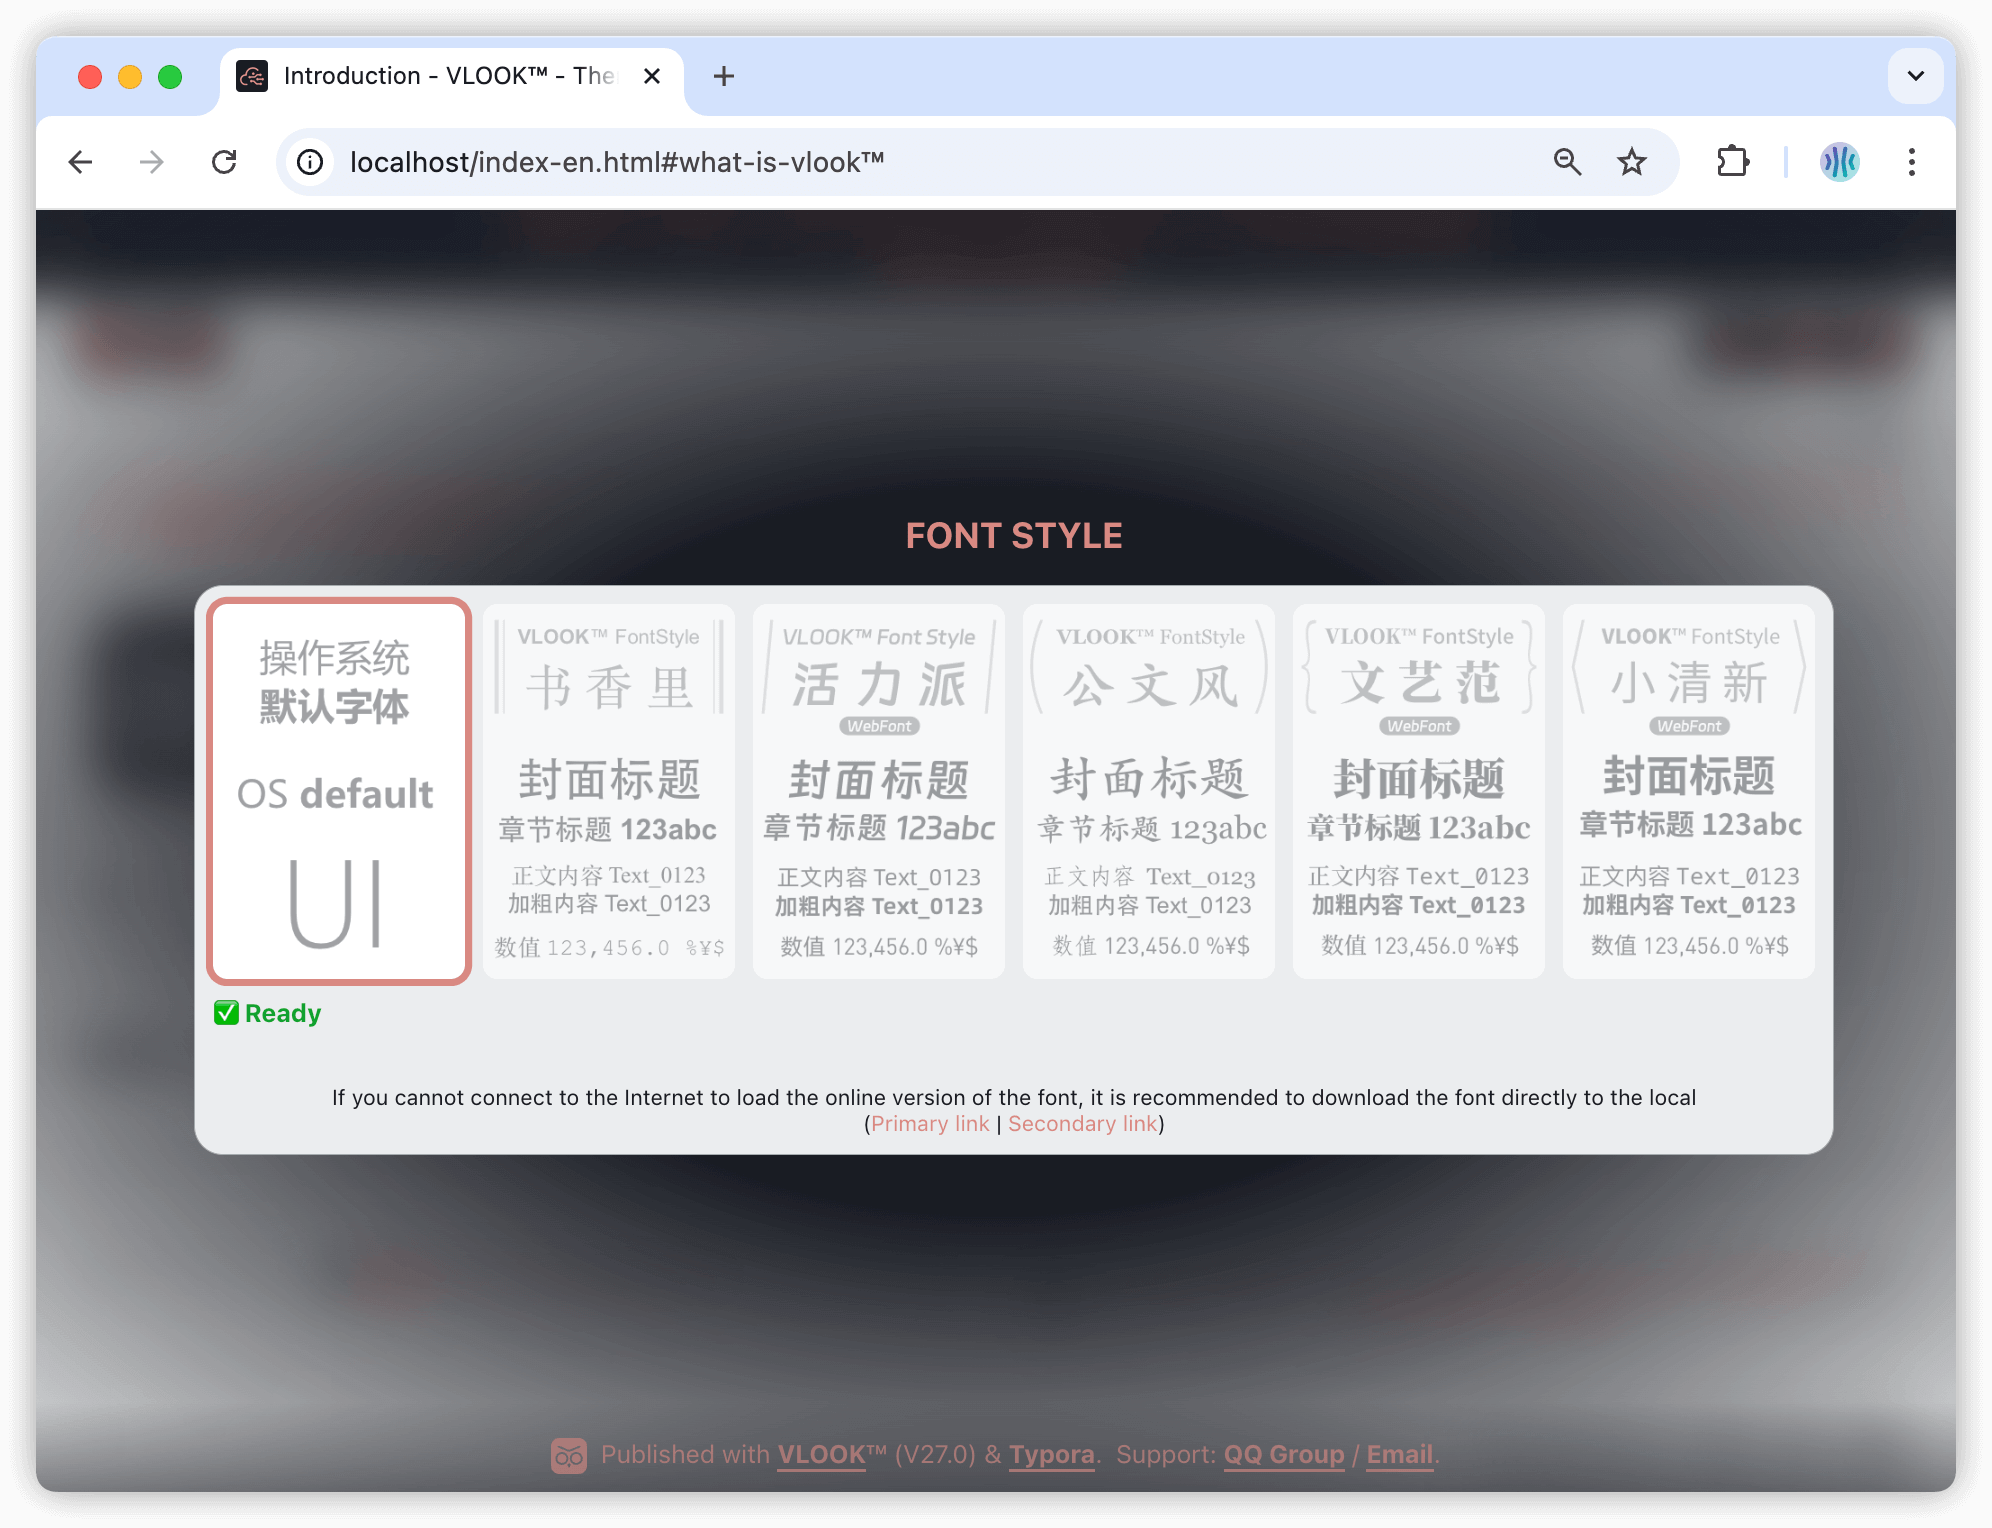 Introduction - VLOOK™ - The
localhost/index-en.html#what-is-vlook™
FONT STYLE
操作系统
默认字体
OS default
UI
VLOOK™ FontStyle
书香里
封面标题
章节标题 123abc
正文内容 Text_0123
加粗内容 Text_0123
数值 123,456.0 %¥$
VLOOK™ Font Style
活力派
WebFont
封面标题
章节标题 123abc
正文内容 Text_0123
加粗内容 Text_0123
数值 123,456.0 %¥$
VLOOK™ FontStyle
公文风
封面标题
章节标题 123abc
正文内容 Text_0123
加粗内容 Text_0123
数值 123,456.0 %¥$
VLOOK™ FontStyle
文艺范
WebFont
封面标题
章节标题 123abc
正文内容 Text_0123
加粗内容 Text_0123
数值 123,456.0 %¥$
VLOOK™ FontStyle
小清新
WebFont
封面标题
章节标题 123abc
正文内容 Text_0123
加粗内容 Text_0123
数值 123,456.0 %¥$
✅ Ready
If you cannot connect to the Internet to load the online version of the font, it is recommended to download the font directly to the local
(Primary link | Secondary link)
Published with VLOOK™ (V27.0) & Typora. Support: QQ Group / Email.